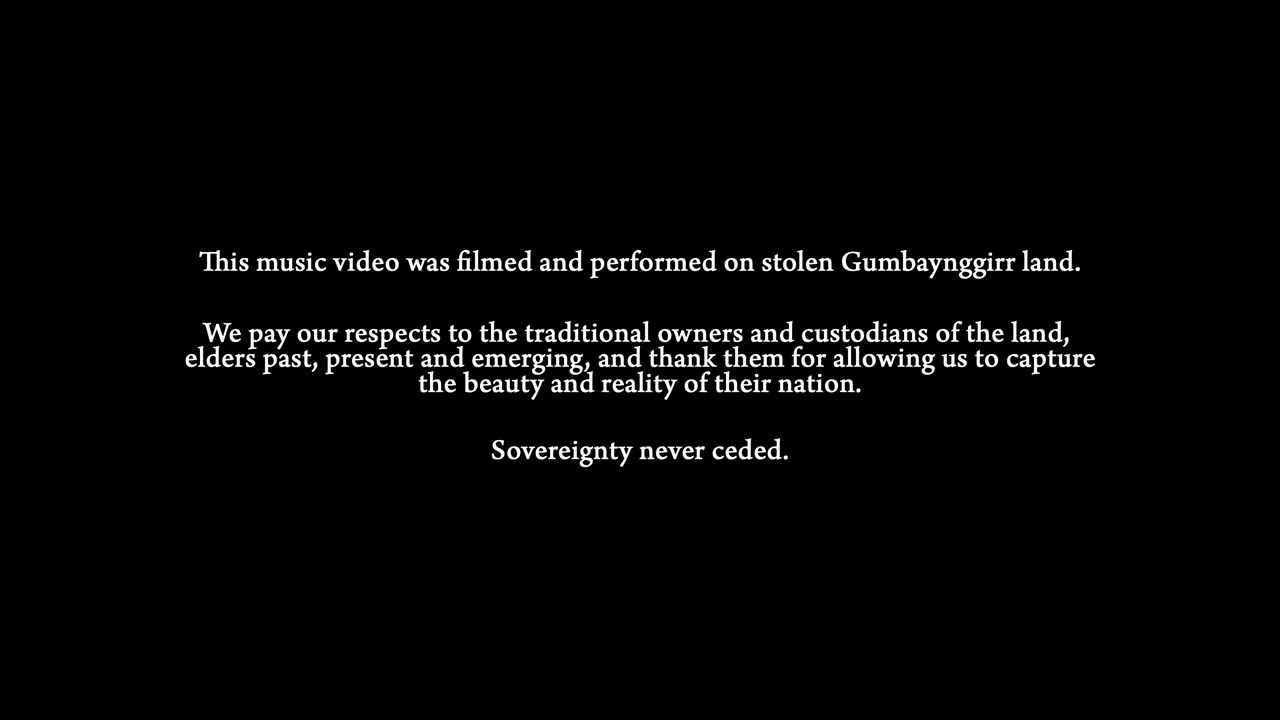 This music video was filmed and performed on stolen Gumbaynggirr land.
We pay our respects to the traditional owners and custodians of the land,
elders past, present and emerging, and thank them for allowing us to capture
the beauty and reality of their nation.
Sovereignty never ceded.